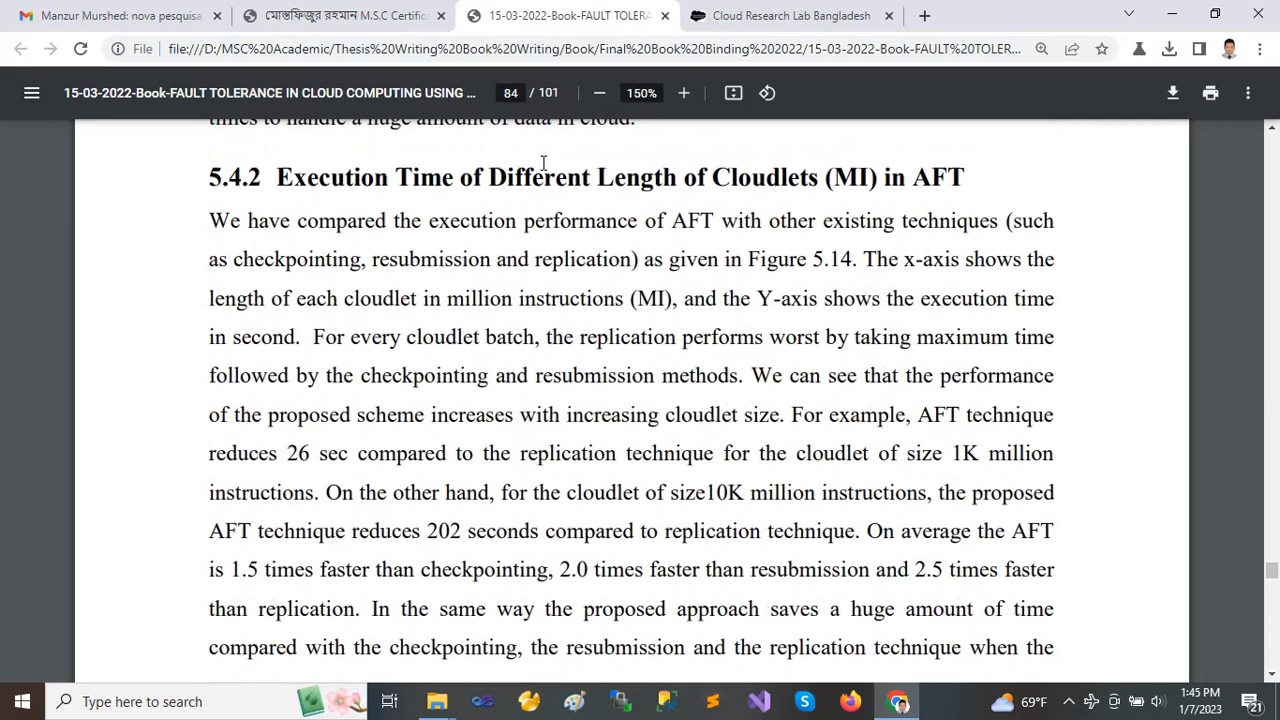 Manzur Murshed: nova pesquisa
মোস্তফিজুর রহমান M.S.C Certific
15-03-2022-Book-FAULT TOLERA
Cloud Research Lab Bangladesh
File
file:///D:/MSC%20Academic/Thesis%20Writing%20Book%20Writing/Book/Final%20Book%20Binding%202022/15-03-2022-Book-FAULT%20TOLER...
15-03-2022-Book-FAULT TOLERANCE IN CLOUD COMPUTING USING ...
84 / 101
150%
times to handle a huge amount of data in cloud.
5.4.2 Execution Time of Different Length of Cloudlets (MI) in AFT
We have compared the execution performance of AFT with other existing techniques (such
as checkpointing, resubmission and replication) as given in Figure 5.14. The x-axis shows the
length of each cloudlet in million instructions (MI), and the Y-axis shows the execution time
in second. For every cloudlet batch, the replication performs worst by taking maximum time
followed by the checkpointing and resubmission methods. We can see that the performance
of the proposed scheme increases with increasing cloudlet size. For example, AFT technique
reduces 26 sec compared to the replication technique for the cloudlet of size 1K million
instructions. On the other hand, for the cloudlet of size10K million instructions, the proposed
AFT technique reduces 202 seconds compared to replication technique. On average the AFT
is 1.5 times faster than checkpointing, 2.0 times faster than resubmission and 2.5 times faster
than replication. In the same way the proposed approach saves a huge amount of time
compared with the checkpointing, the resubmission and the replication technique when the
Type here to search
69°F
1:45 PM
1/7/2023
21